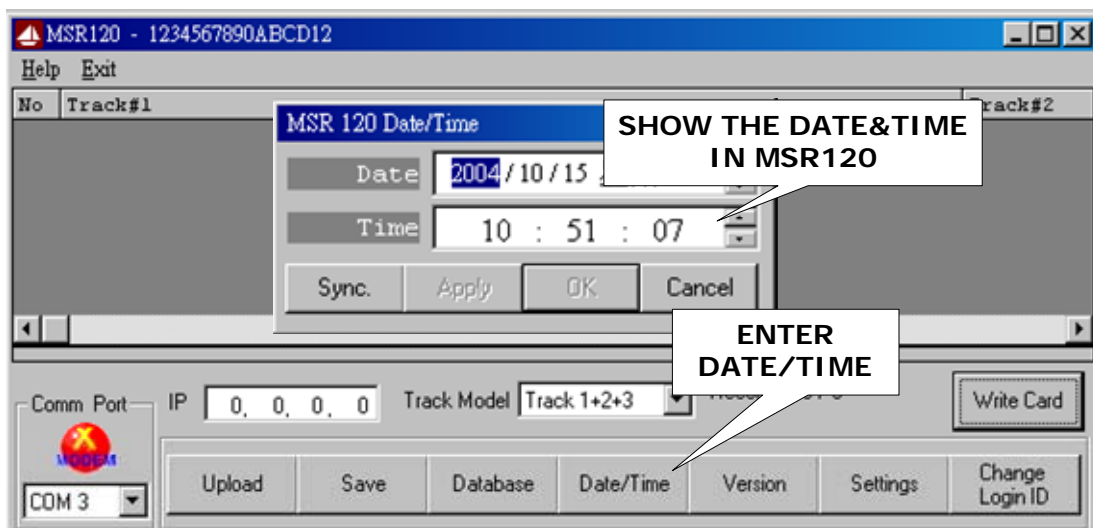 MSR120 - 1234567890ABCD12
Help Exit
No Track#1 Track#2
MSR 120 Date/Time
SHOW THE DATE&TIME
IN MSR120
Date 2004/10/15
Time 10 : 51 : 07
Sync. Apply OK Cancel
ENTER
DATE/TIME
Comm Port IP 0, 0, 0, 0 Track Model Track 1+2+3 Write Card
MODEM
COM 3 Upload Save Database Date/Time Version Settings Change
Login ID